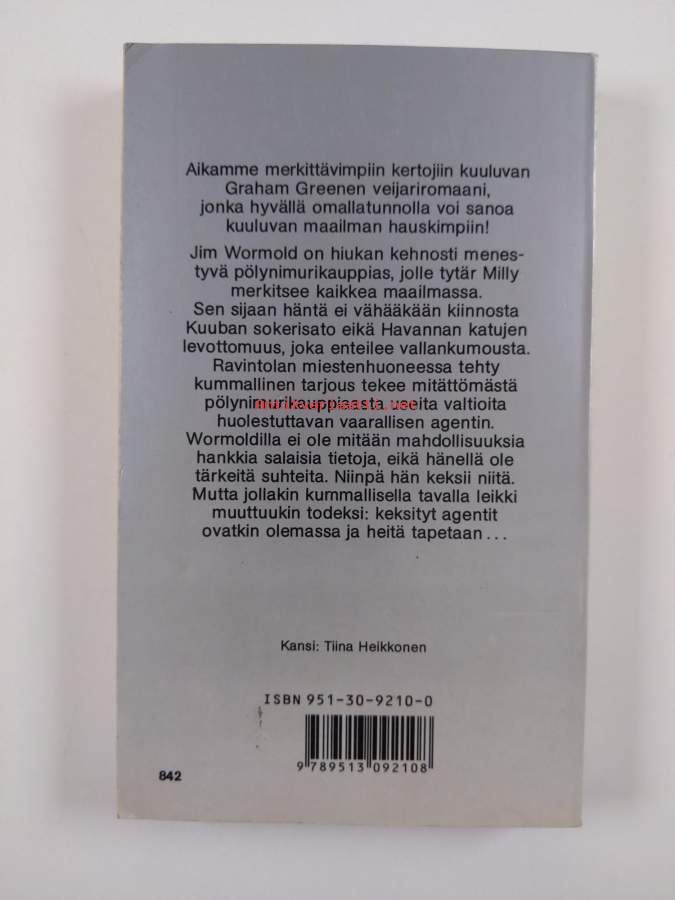 Aikamme merkittävimpiin kertojiin kuuluvan
Graham Greenen veijariromaani,
jonka hyvällä omallatunnolla voi sanoa
kuuluvan maailman hauskimpiin!
Jim Wormold on hiukan kehnosti menes-
tyvä pölynimurikauppias, jolle tytär Milly
merkitsee kaikkea maailmassa.
Sen sijaan häntä ei vähääkään kiinnosta
Kuuban sokerisato eikä Havannan katujen
levottomuus, joka enteilee vallankumousta.
Ravintolan miestenhuoneessa tehty
kummallinen tarjous tekee mitättömästä
pölynimurikauppiaasta useita valtioita
huolestuttavan vaarallisen agentin.
Wormoldilla ei ole mitään mahdollisuuksia
hankkia salaisia tietoja, eikä hänellä ole
tärkeitä suhteita. Niinpä hän keksii niitä.
Mutta jollakin kummallisella tavalla leikki
muuttuukin todeksi: keksityt agentit
ovatkin olemassa ja heitä tapetaan...
Kansi: Tiina Heikkonen
ISBN 951-30-9210-0
9 789513 092108
842